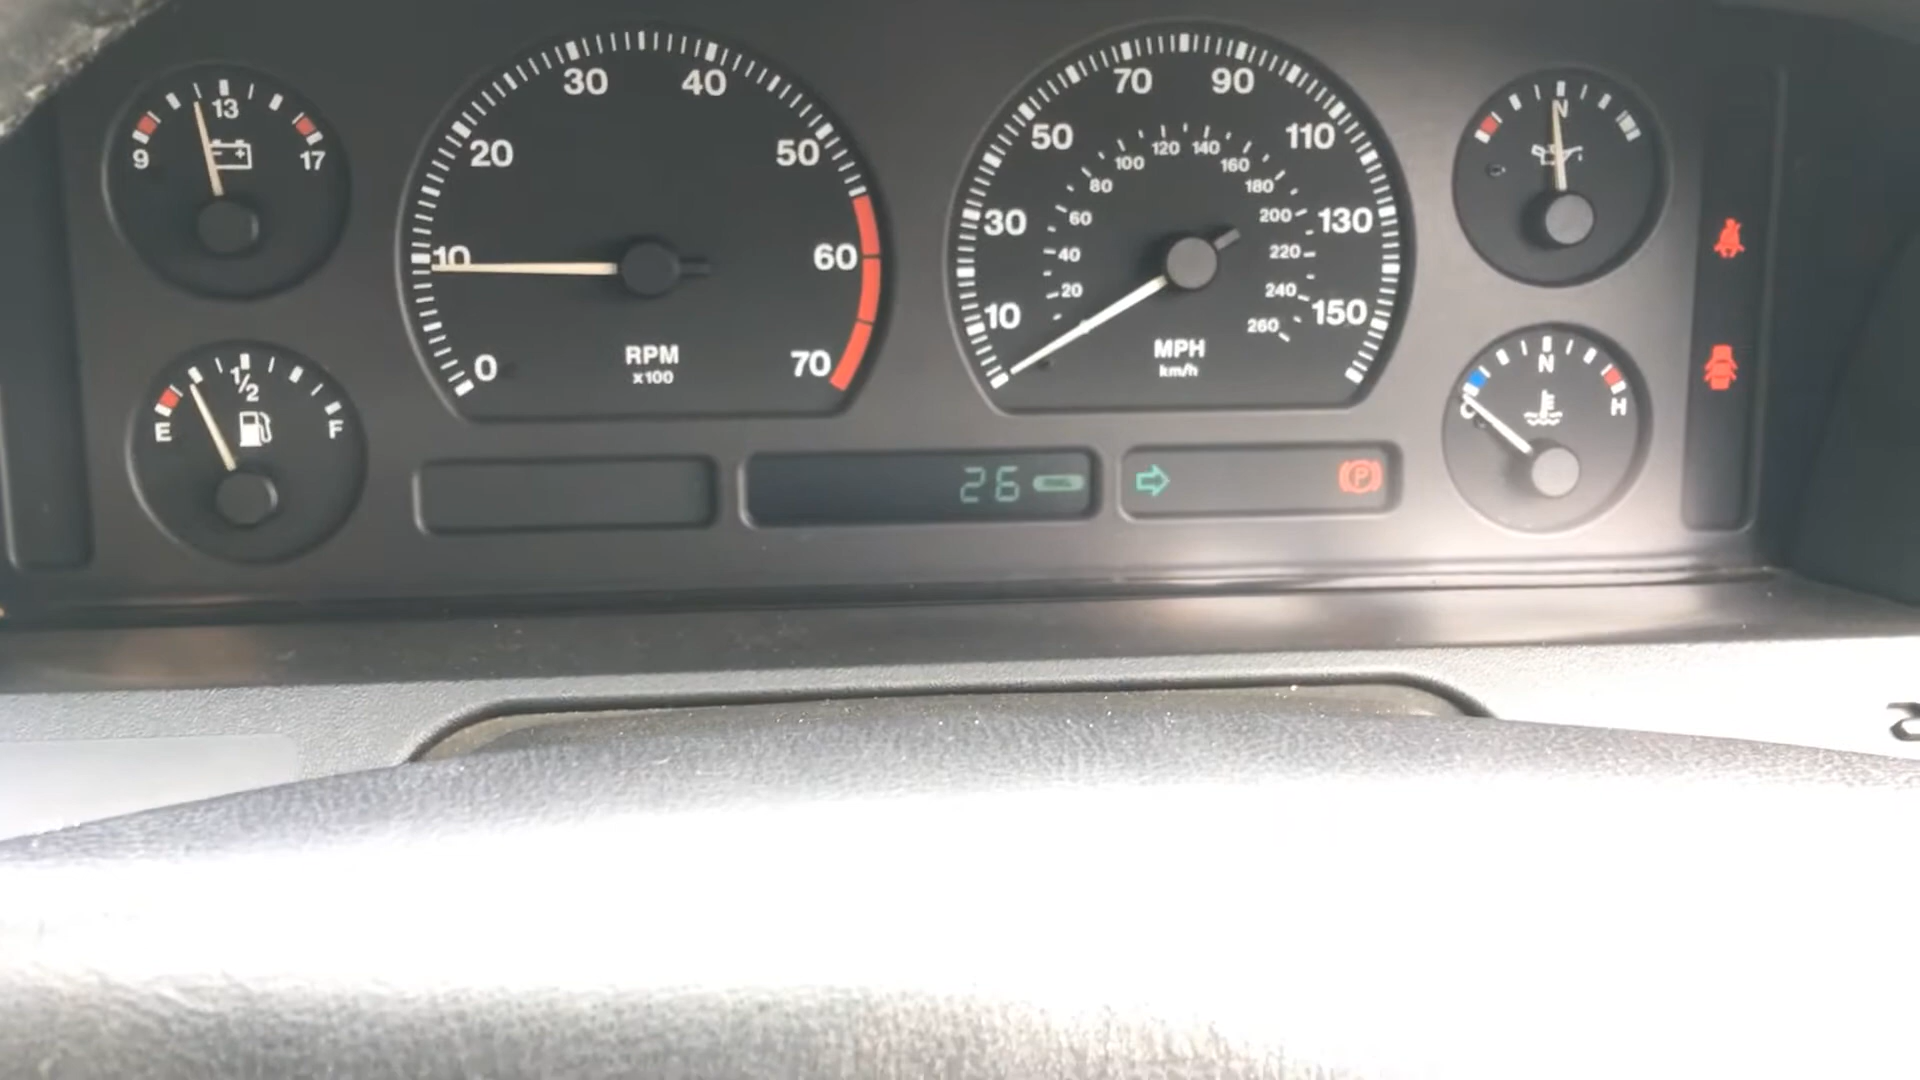 9 13 17
0 10 20 30 40 50 60 70
RPM
x100
10 30 50 70 90 110 130 150
20 40 60 80 100 120 140 160 180 200 220 240 260
MPH
km/h
N
E 1/2 F
26
P
C N H